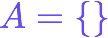 A = {}